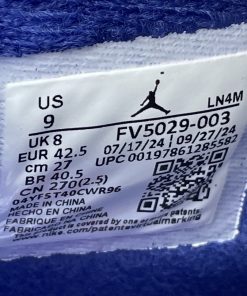 US
9
LN4M
UK 8
FV5029-003
EUR 42.5
07/17/24 09/27/24
cm 27
UPC 00197861285582
BR 40.5
CN 270(2.5)
04YF5T40CWR96
MADE IN CHINA
HECHO EN CHINA
FABRIQUÉ EN CHINE